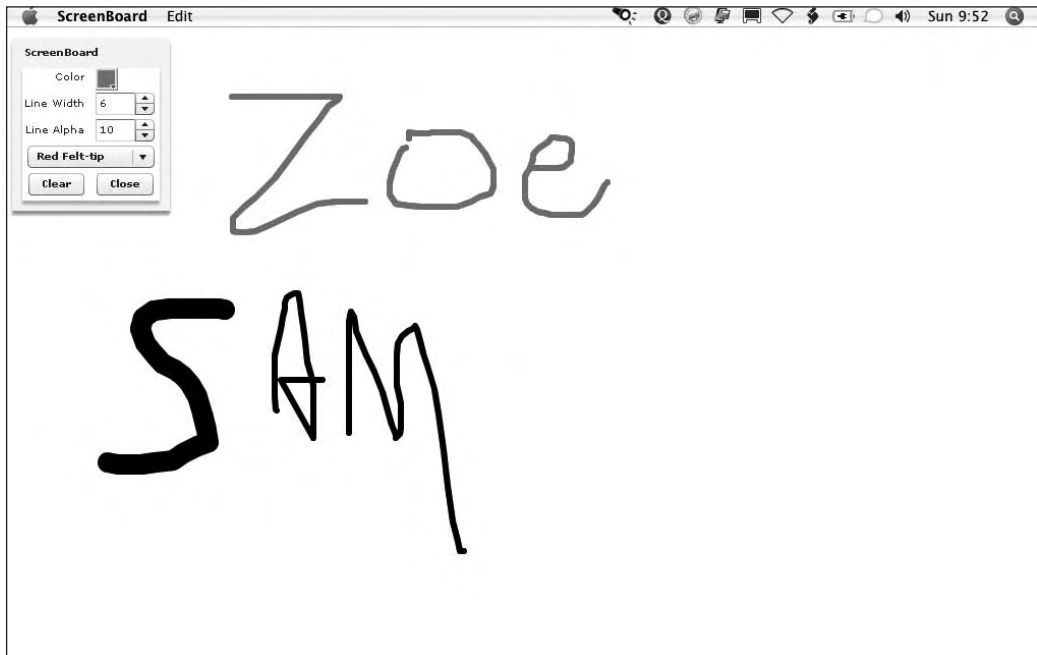 ScreenBoard Edit Sun 9:52
ScreenBoard
Color
Line Width 6
Line Alpha 10
Red Felt-tip
Clear Close
Zoe
SAM